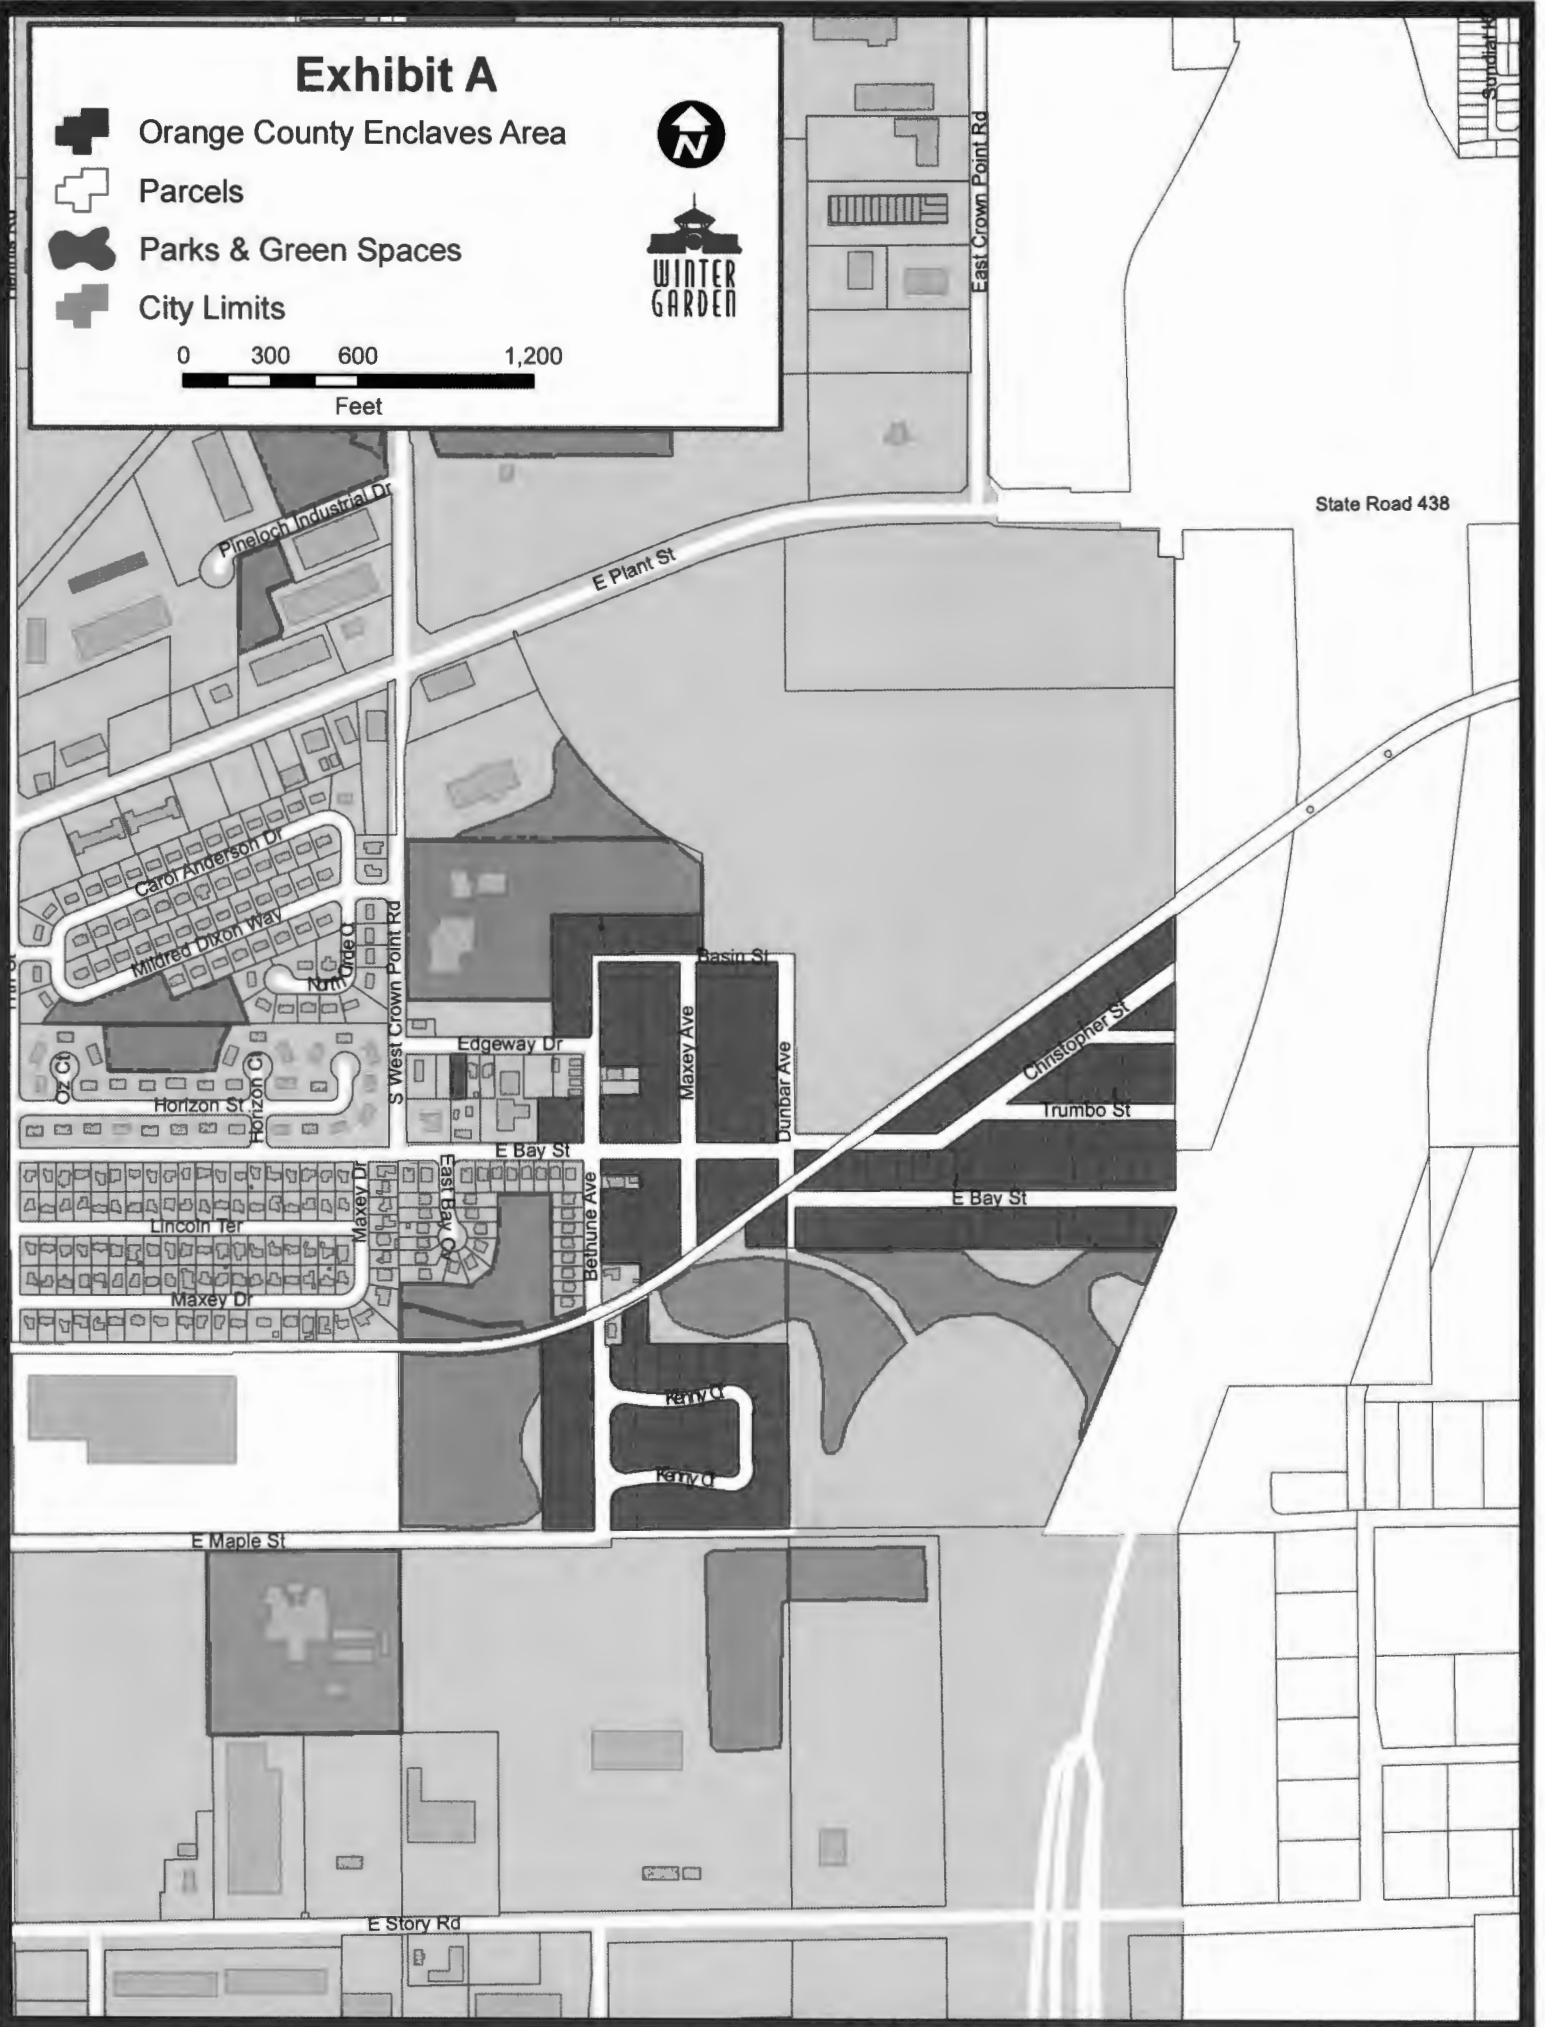 Exhibit A
Orange County Enclaves Area
Parcels
Parks & Green Spaces
City Limits
N
WINTER
GARDEN
0 300 600 1,200
Feet
East Crown Point Rd
State Road 438
Pineloch Industrial Dr
E Plant St
Carol Anderson Dr
Mildred Dixon Way
S West Crown Point Rd
Basin St
Maxey Ave
Dunbar Ave
Edgeway Dr
Christopher St
Oz Ct
Horizon Ct
Horizon St
Trumbo St
E Bay St
E Bay St
Maxey Dr
East Bay Ct
Bethune Ave
Lincoln Ter
Maxey Dr
Kenny Ct
Kenny Ct
E Maple St
E Story Rd